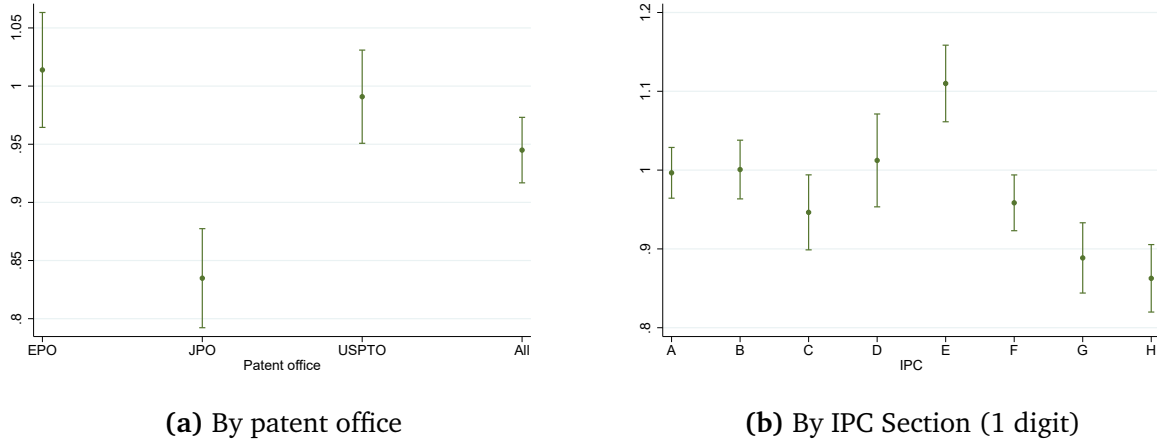 1.05
1
.95
.9
.85
.8
EPO JPO USPTO All
Patent office
(a) By patent office
1.2
1.1
1
.9
.8
A B C D E F G H
IPC
(b) By IPC Section (1 digit)